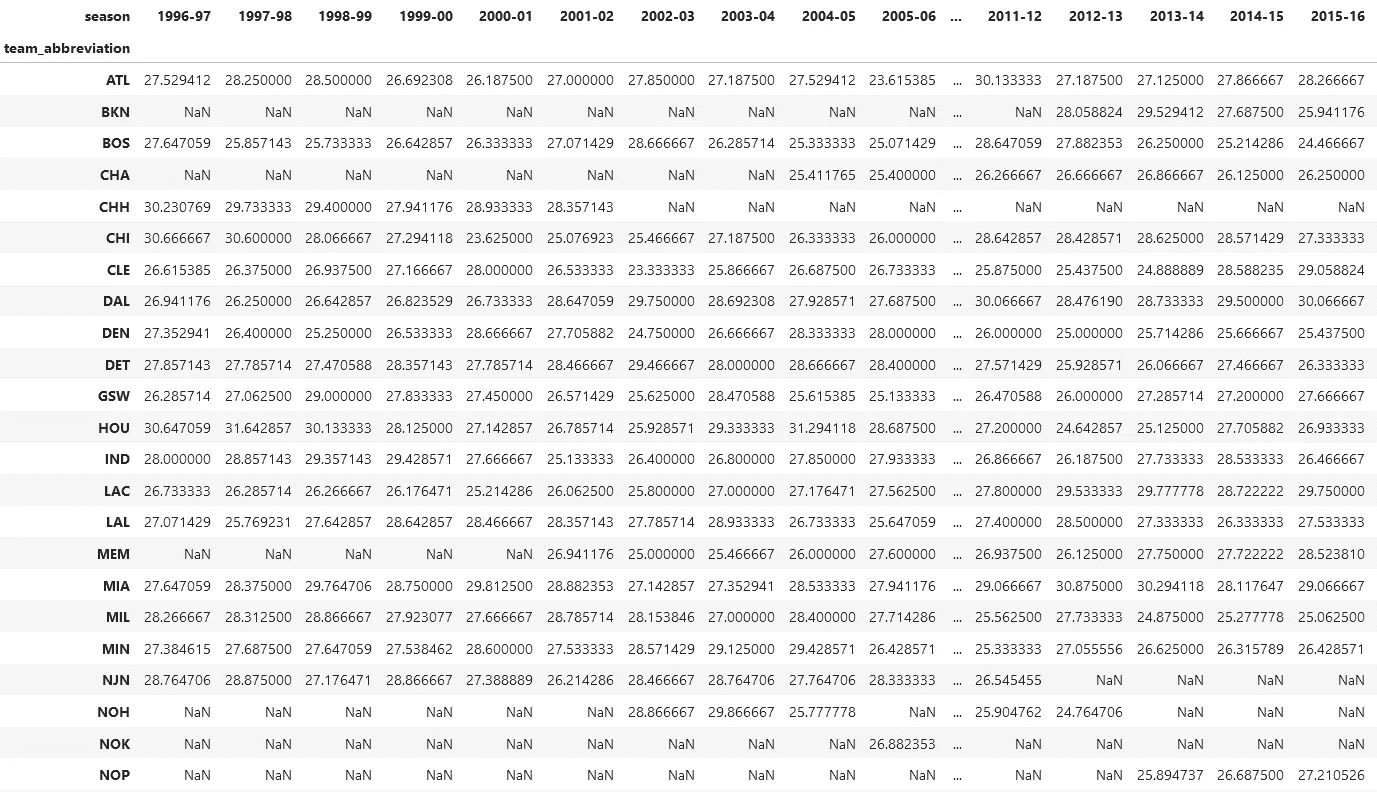 season 1996-97 1997-98 1998-99 1999-00 2000-01 2001-02 2002-03 2003-04 2004-05 2005-06 ... 2011-12 2012-13 2013-14 2014-15 2015-16
team_abbreviation
ATL 27.529412 28.250000 28.500000 26.692308 26.187500 27.000000 27.850000 27.187500 27.529412 23.615385 ... 30.133333 27.187500 27.125000 27.866667 28.266667
BKN NaN NaN NaN NaN NaN NaN NaN NaN NaN NaN ... NaN 28.058824 29.529412 27.687500 25.941176
BOS 27.647059 25.857143 25.733333 26.642857 26.333333 27.071429 28.666667 26.285714 25.333333 25.071429 ... 28.647059 27.882353 26.250000 25.214286 24.466667
CHA NaN NaN NaN NaN NaN NaN NaN NaN 25.411765 25.400000 ... 26.266667 26.666667 26.866667 26.125000 26.250000
CHH 30.230769 29.733333 29.400000 27.941176 28.933333 28.357143 NaN NaN NaN NaN ... NaN NaN NaN NaN NaN
CHI 30.666667 30.600000 28.066667 27.294118 23.625000 25.076923 25.466667 27.187500 26.333333 26.000000 ... 28.642857 28.428571 28.625000 28.571429 27.333333
CLE 26.615385 26.375000 26.937500 27.166667 28.000000 26.533333 23.333333 25.866667 26.687500 26.733333 ... 25.875000 25.437500 24.888889 28.588235 29.058824
DAL 26.941176 26.250000 26.642857 26.823529 26.733333 28.647059 29.750000 28.692308 27.928571 27.687500 ... 30.066667 28.476190 28.733333 29.500000 30.066667
DEN 27.352941 26.400000 25.250000 26.533333 28.666667 27.705882 24.750000 26.666667 28.333333 28.000000 ... 26.000000 25.000000 25.714286 25.666667 25.437500
DET 27.857143 27.785714 27.470588 28.357143 27.785714 28.466667 29.466667 28.000000 28.666667 28.400000 ... 27.571429 25.928571 26.066667 27.466667 26.333333
GSW 26.285714 27.062500 29.000000 27.833333 27.450000 26.571429 25.625000 28.470588 25.615385 25.133333 ... 26.470588 26.000000 27.285714 27.200000 27.666667
HOU 30.647059 31.642857 30.133333 28.125000 27.142857 26.785714 25.928571 29.333333 31.294118 28.687500 ... 27.200000 24.642857 25.125000 27.705882 26.933333
IND 28.000000 28.857143 29.357143 29.428571 27.666667 25.133333 26.400000 26.800000 27.850000 27.933333 ... 26.866667 26.187500 27.733333 28.533333 26.466667
LAC 26.733333 26.285714 26.266667 26.176471 25.214286 26.062500 25.800000 27.000000 27.176471 27.562500 ... 27.800000 29.533333 29.777778 28.722222 29.750000
LAL 27.071429 25.769231 27.642857 28.642857 28.466667 28.357143 27.785714 28.933333 26.733333 25.647059 ... 27.400000 28.500000 27.333333 26.333333 27.533333
MEM NaN NaN NaN NaN NaN 26.941176 25.000000 25.466667 26.000000 27.600000 ... 26.937500 26.125000 27.750000 27.722222 28.523810
MIA 27.647059 28.375000 29.764706 28.750000 29.812500 28.882353 27.142857 27.352941 28.533333 27.941176 ... 29.066667 30.875000 30.294118 28.117647 29.066667
MIL 28.266667 28.312500 28.866667 27.923077 27.666667 28.785714 28.153846 27.000000 28.400000 27.714286 ... 25.562500 27.733333 24.875000 25.277778 25.062500
MIN 27.384615 27.687500 27.647059 27.538462 28.600000 27.533333 28.571429 29.125000 29.428571 26.428571 ... 25.333333 27.055556 26.625000 26.315789 26.428571
NJN 28.764706 28.875000 27.176471 28.866667 27.388889 26.214286 28.466667 28.764706 27.764706 28.333333 ... 26.545455 NaN NaN NaN NaN
NOH NaN NaN NaN NaN NaN NaN 28.866667 29.866667 25.777778 NaN ... 25.904762 24.764706 NaN NaN NaN
NOK NaN NaN NaN NaN NaN NaN NaN NaN NaN 26.882353 ... NaN NaN NaN NaN NaN
NOP NaN NaN NaN NaN NaN NaN NaN NaN NaN NaN ... NaN NaN 25.894737 26.687500 27.210526